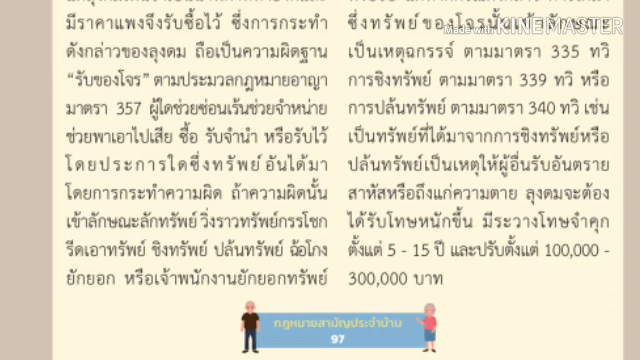 มีราคาแพงจึงรับซื้อไว้ ซึ่งการกระทำ
ดังกล่าวของลุงดม ถือเป็นความผิดฐาน
“รับของโจร” ตามประมวลกฎหมายอาญา
มาตรา 357 ผู้ใดช่วยซ่อนเร้นช่วยจำหน่าย
ช่วยพาเอาไปเสีย ซื้อ รับจำนำ หรือรับไว้
โดยประการใดซึ่งทรัพย์อันได้มา
โดยการกระทำความผิด ถ้าความผิดนั้น
เข้าลักษณะลักทรัพย์ วิ่งราวทรัพย์กรรโชก
รีดเอาทรัพย์ ชิงทรัพย์ ปล้นทรัพย์ ฉ้อโกง
ยักยอก หรือเจ้าพนักงานยักยอกทรัพย์
Made with KINEMASTER
ซึ่งทรัพย์ของโจรนั้น
เป็นเหตุฉกรรจ์ ตามมาตรา 335 ทวิ
การชิงทรัพย์ ตามมาตรา 339 ทวิ หรือ
การปล้นทรัพย์ ตามมาตรา 340 ทวิ เช่น
เป็นทรัพย์ที่ได้มาจากการชิงทรัพย์หรือ
ปล้นทรัพย์เป็นเหตุให้ผู้อื่นรับอันตราย
สาหัสหรือถึงแก่ความตาย ลุงดมจะต้อง
ได้รับโทษหนักขึ้น มีระวางโทษจำคุก
ตั้งแต่ 5 - 15 ปี และปรับตั้งแต่ 100,000 -
300,000 บาท
กฎหมายสามัญประจำบ้าน
97